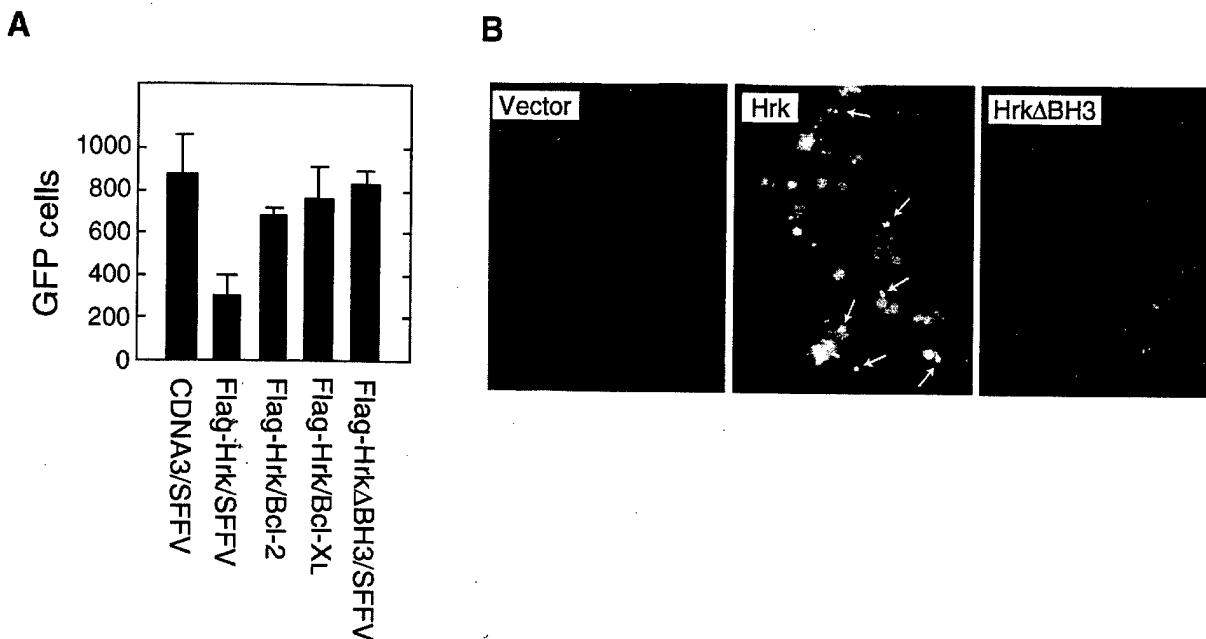 A
B
GFP cells
1000
800
600
400
200
0
CDNA3/SFFV
Flag-Hrk/SFFV
Flag-Hrk/Bcl-2
Flag-Hrk/Bcl-XL
Flag-HrkΔBH3/SFFV
Vector
Hrk
HrkΔBH3